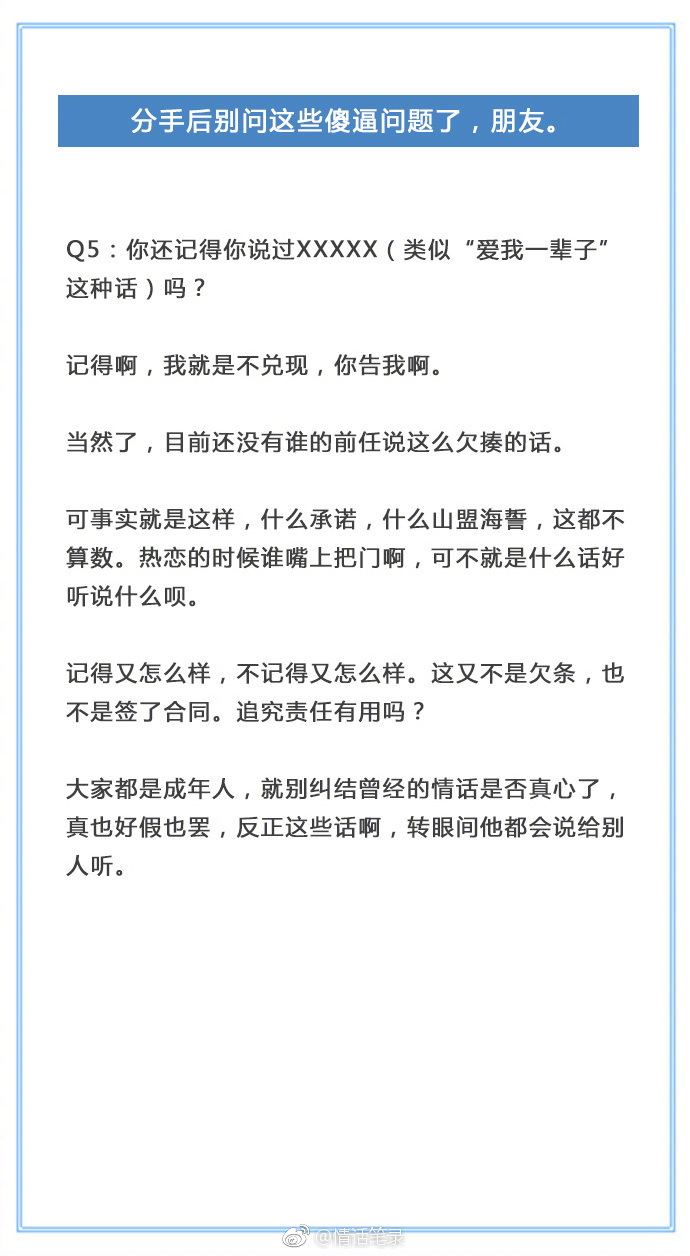 分手后别问这些傻逼问题了，朋友。
Q5：你还记得你说过XXXXX（类似“爱我一辈子”
这种话）吗？
记得啊，我就是不兑现，你告我啊。
当然了，目前还没有谁的前任说这么欠揍的话。
可事实就是这样，什么承诺，什么山盟海誓，这都不
算数。热恋的时候谁嘴上把门啊，可不就是什么话好
听说什么呗。
记得又怎么样，不记得又怎么样。这又不是欠条，也
不是签了合同。追究责任有用吗？
大家都是成年人，就别纠结曾经的情话是否真心了，
真也好假也罢，反正这些话啊，转眼间他都会说给别
人听。
@情话笔录